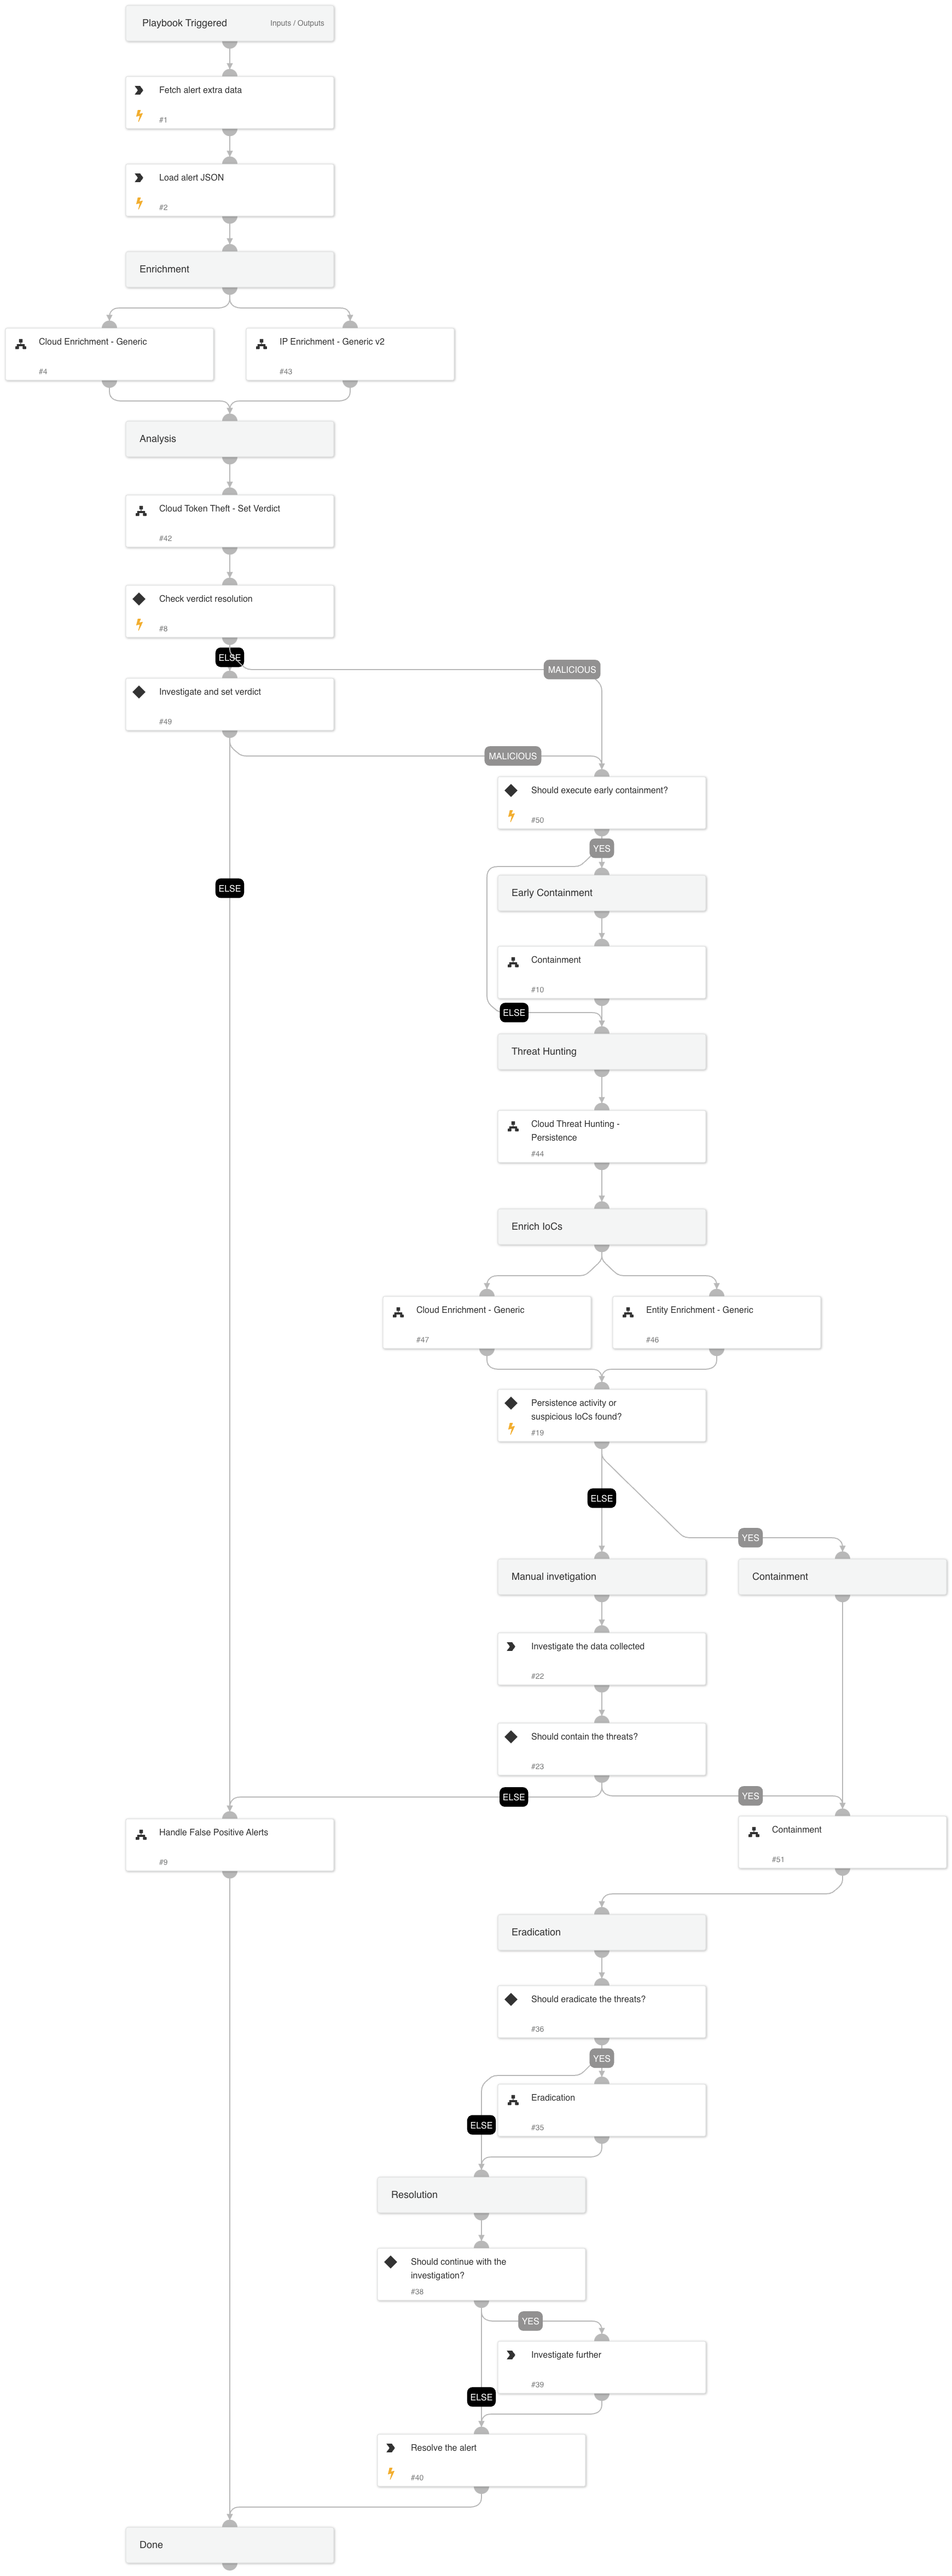 Playbook Triggered
Inputs / Outputs
Fetch alert extra data
#1
Load alert JSON
#2
Enrichment
Cloud Enrichment - Generic
#4
IP Enrichment - Generic v2
#43
Analysis
Cloud Token Theft - Set Verdict
#42
Check verdict resolution
#8
ELSE
MALICIOUS
Investigate and set verdict
#49
MALICIOUS
Should execute early containment?
#50
YES
ELSE
Early Containment
Containment
#10
ELSE
Threat Hunting
Cloud Threat Hunting -
Persistence
#44
Enrich IoCs
Cloud Enrichment - Generic
#47
Entity Enrichment - Generic
#46
Persistence activity or
suspicious IoCs found?
#19
ELSE
YES
Manual invetigation
Containment
Investigate the data collected
#22
Should contain the threats?
#23
ELSE
YES
Handle False Positive Alerts
#9
Containment
#51
Eradication
Should eradicate the threats?
#36
YES
Eradication
#35
ELSE
Resolution
Should continue with the
investigation?
#38
YES
Investigate further
#39
ELSE
Resolve the alert
#40
Done